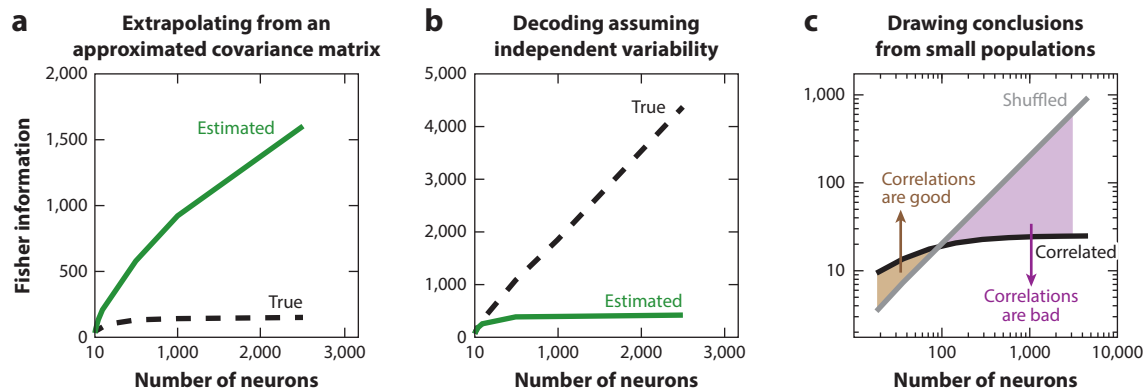 a
Extrapolating from an
approximated covariance matrix
2,000
1,500
1,000
500
0
10
1,000
2,000
3,000
Estimated
True
Fisher information
Number of neurons
b
Decoding assuming
independent variability
5,000
4,000
3,000
2,000
1,000
0
10
1,000
2,000
3,000
True
Estimated
Number of neurons
c
Drawing conclusions
from small populations
1,000
100
10
100
1,000
10,000
Shuffled
Correlations
are good
Correlated
Correlations
are bad
Number of neurons